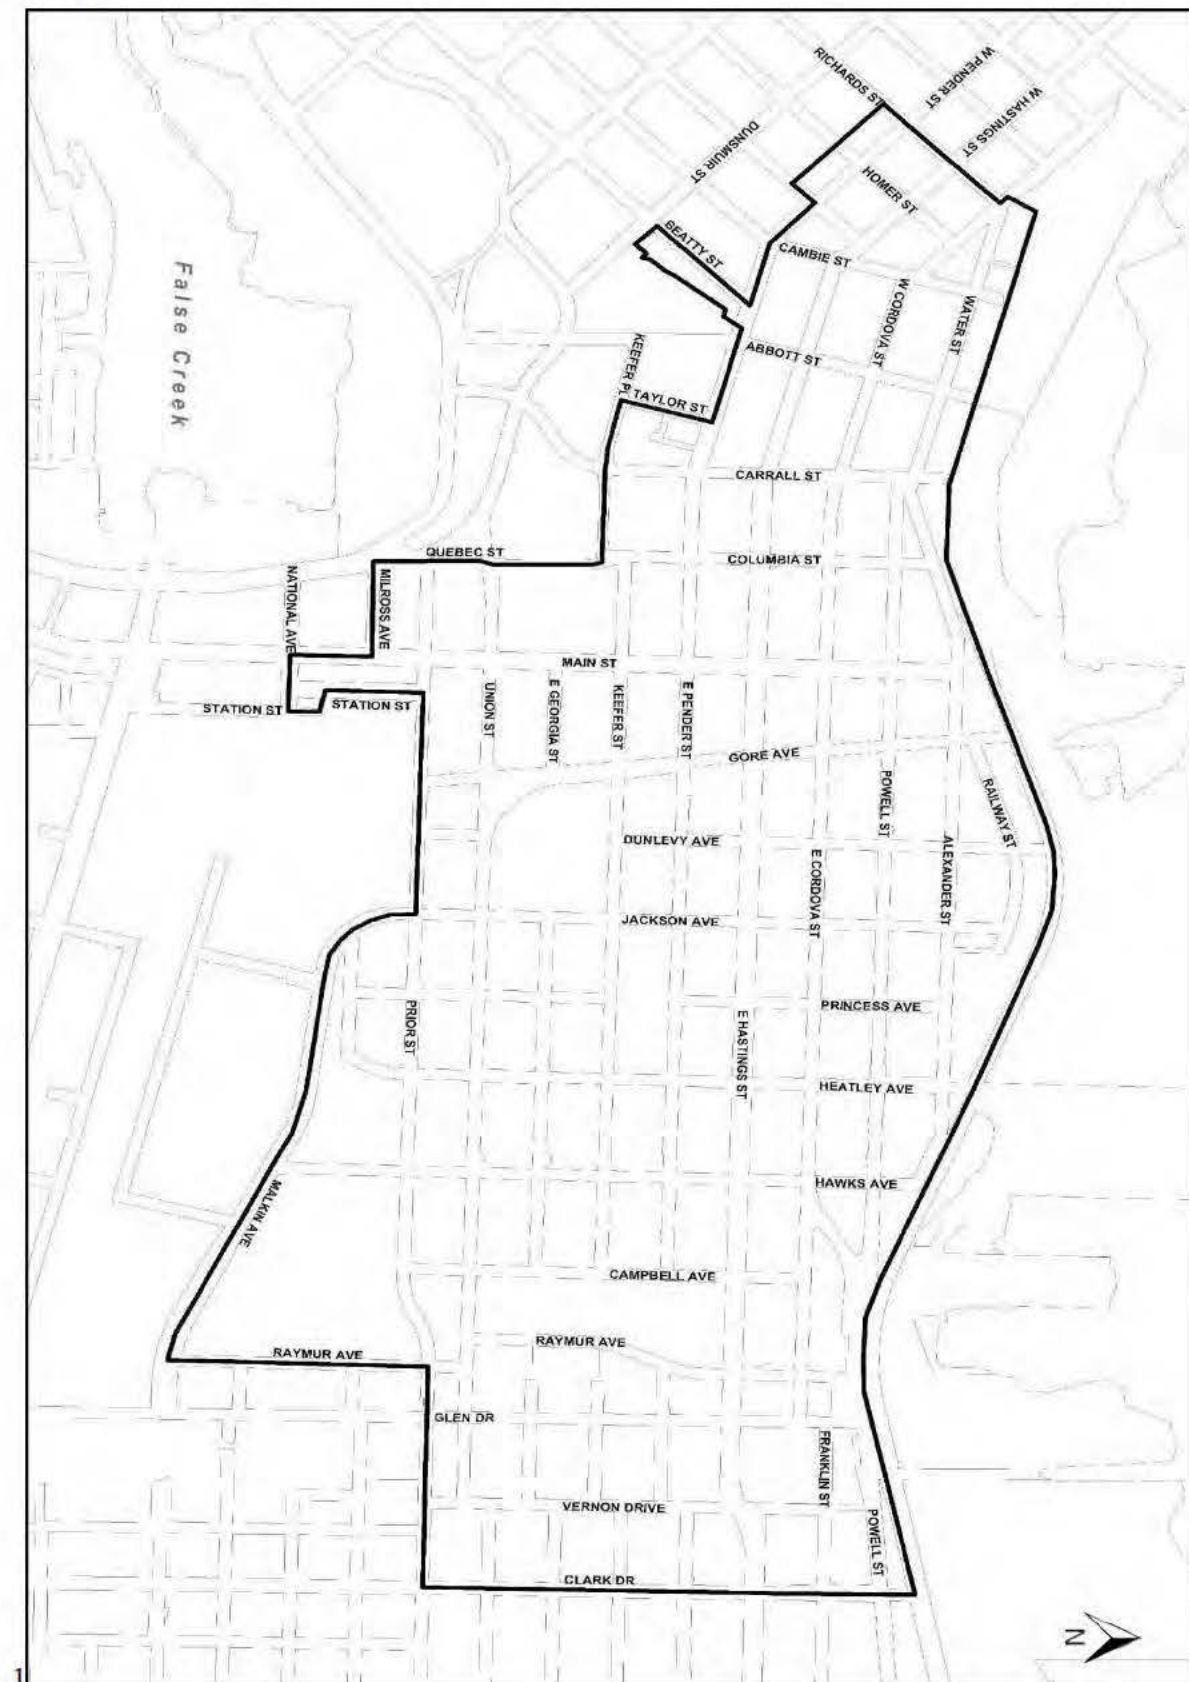 RICHARDS ST
W PENDER ST
W HASTINGS ST
DUNSMUIR ST
HOMER ST
BEATTY ST
CAMBIE ST
W CORDOVA ST
WATER ST
False Creek
KEEFER PL
ABBOTT ST
TAYLOR ST
CARRALL ST
QUEBEC ST
COLUMBIA ST
NATIONAL AVE
MILROSS AVE
MAIN ST
STATION ST
STATION ST
UNION ST
E GEORGIA ST
KEEFER ST
E PENDER ST
GORE AVE
POWELL ST
RAILWAY ST
DUNLEVY AVE
E CORDOVA ST
ALEXANDER ST
JACKSON AVE
PRIOR ST
E HASTINGS ST
PRINCESS AVE
HEATLEY AVE
MALKIN AVE
HAWKS AVE
CAMPBELL AVE
RAYMUR AVE
RAYMUR AVE
GLEN DR
FRANKLIN ST
VERNON DRIVE
POWELL ST
CLARK DR
N
1